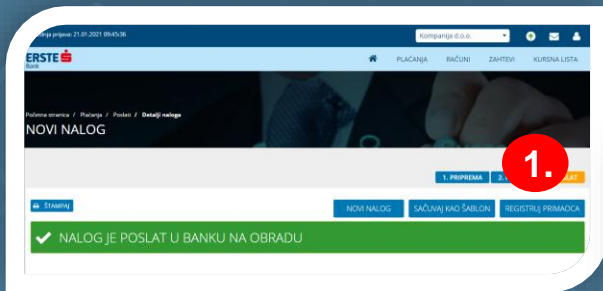 prijava: 21.01.2021 09:45:36
Kompanija d.o.o.
ERSTE
Bank
PLAĆANJA RAČUNI ZAHTEVI KURSNA LISTA
Početna stranica / Plaćanja / Poslati / Detalji naloga
NOVI NALOG
1.
1. PRIPREMA 2.
ŠTAMPAJ
NOVI NALOG SAČUVAJ KAO ŠABLON REGISTRUJ PRIMAOCA
NALOG JE POSLAT U BANKU NA OBRADU